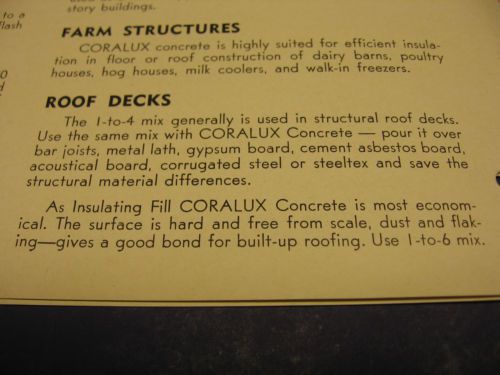 story buildings.
to a
flash
FARM STRUCTURES
CORALUX concrete is highly suited for efficient insula-
tion in floor or roof construction of dairy barns, poultry
houses, hog houses, milk coolers, and walk-in freezers.
ROOF DECKS
The 1-to-4 mix generally is used in structural roof decks.
Use the same mix with CORALUX Concrete — pour it over
bar joists, metal lath, gypsum board, cement asbestos board,
acoustical board, corrugated steel or steeltex and save the
structural material differences.
As Insulating Fill CORALUX Concrete is most econom-
ical. The surface is hard and free from scale, dust and flak-
ing—gives a good bond for built-up roofing. Use 1-to-6 mix.